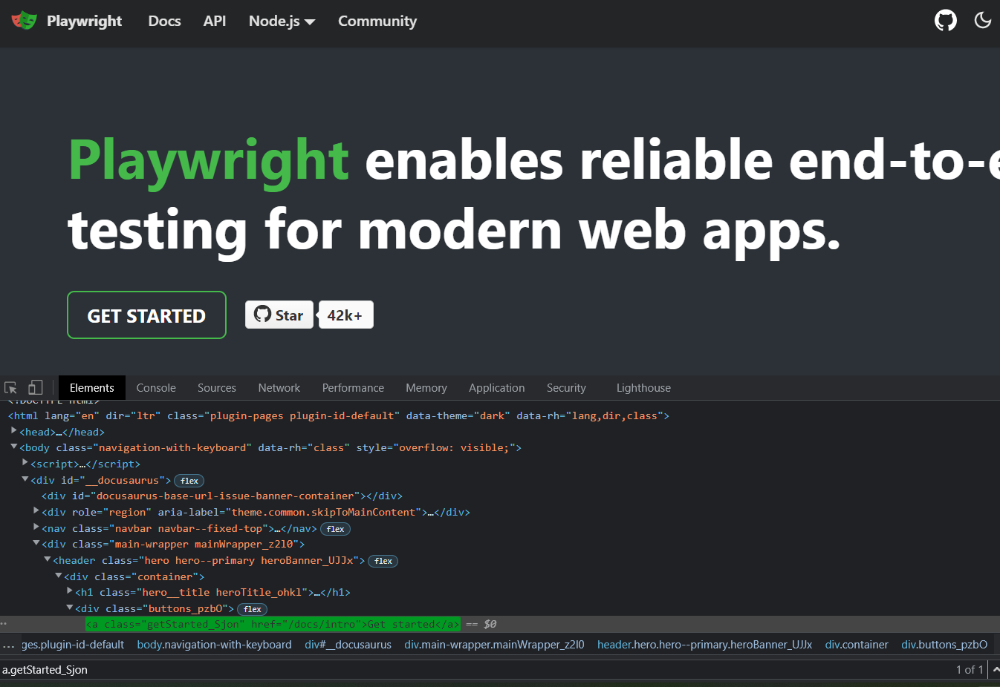 Playwright Docs API Node.js Community
Playwright enables reliable end-to-e
testing for modern web apps.
GET STARTED Star 42k+
Elements Console Sources Network Performance Memory Application Security Lighthouse
<!DOCTYPE html>
<html lang="en" dir="ltr" class="plugin-pages plugin-id-default" data-theme="dark" data-rh="lang,dir,class">
<head>…</head>
<body class="navigation-with-keyboard" data-rh="class" style="overflow: visible;">
<script>…</script>
<div id="__docusaurus"> flex
<div id="docusaurus-base-url-issue-banner-container"></div>
<div role="region" aria-label="theme.common.skipToMainContent">…</div>
<nav class="navbar navbar--fixed-top">…</nav> flex
<div class="main-wrapper mainWrapper_z2l0">
<header class="hero hero--primary heroBanner_UJJx"> flex
<div class="container">
<h1 class="hero__title heroTitle_ohkl">…</h1>
<div class="buttons_pzbO"> flex
<a class="getStarted_Sjon" href="/docs/intro">Get started</a> == $0
... ges.plugin-id-default body.navigation-with-keyboard div#__docusaurus div.main-wrapper.mainWrapper_z2l0 header.hero.hero--primary.heroBanner_UJJx div.container div.buttons_pzbO
a.getStarted_Sjon 1 of 1